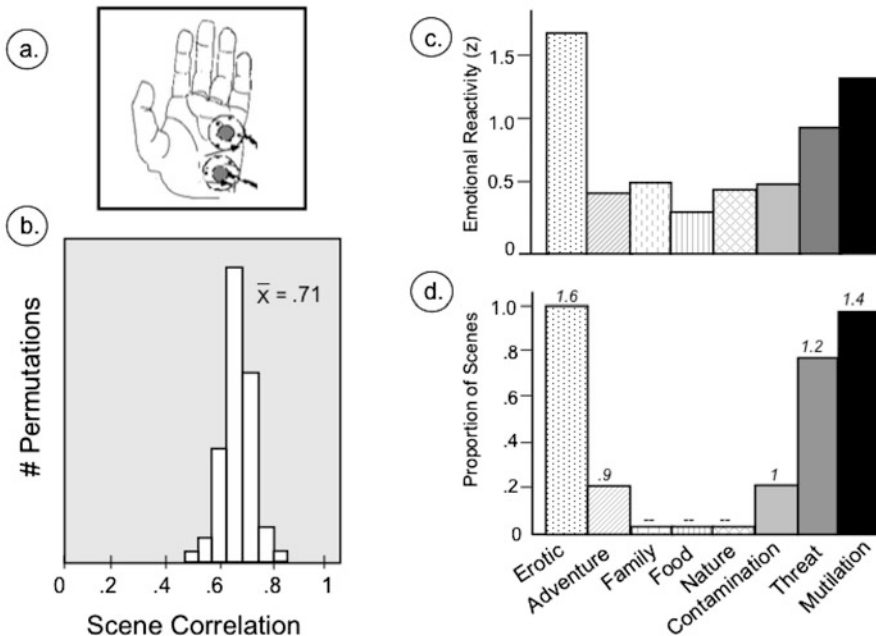 a.
b.
# Permutations
x̄ = .71
0 .2 .4 .6 .8 1
Scene Correlation
c.
Emotional Reactivity (z)
1.5
1.0
0.5
0
d.
Proportion of Scenes
1.0
.8
.6
.4
.2
0
1.6
.9
--
--
--
1
1.2
1.4
Erotic
Adventure
Family
Food
Nature
Contamination
Threat
Mutilation